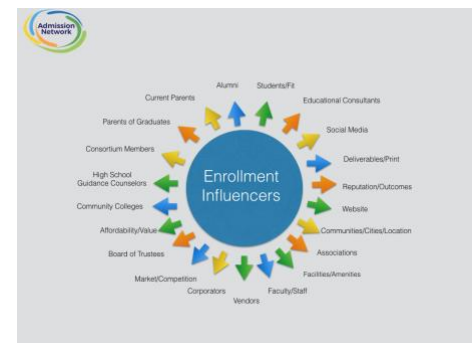 Admission
Network
Alumni
Students/Fit
Current Parents
Educational Consultants
Parents of Graduates
Social Media
Consortium Members
Deliverables/Print
High School
Guidance Counselors
Enrollment
Influencers
Reputation/Outcomes
Community Colleges
Website
Affordability/Value
Communities/Cities/Location
Board of Trustees
Associations
Market/Competition
Facilities/Amenities
Corporators
Faculty/Staff
Vendors